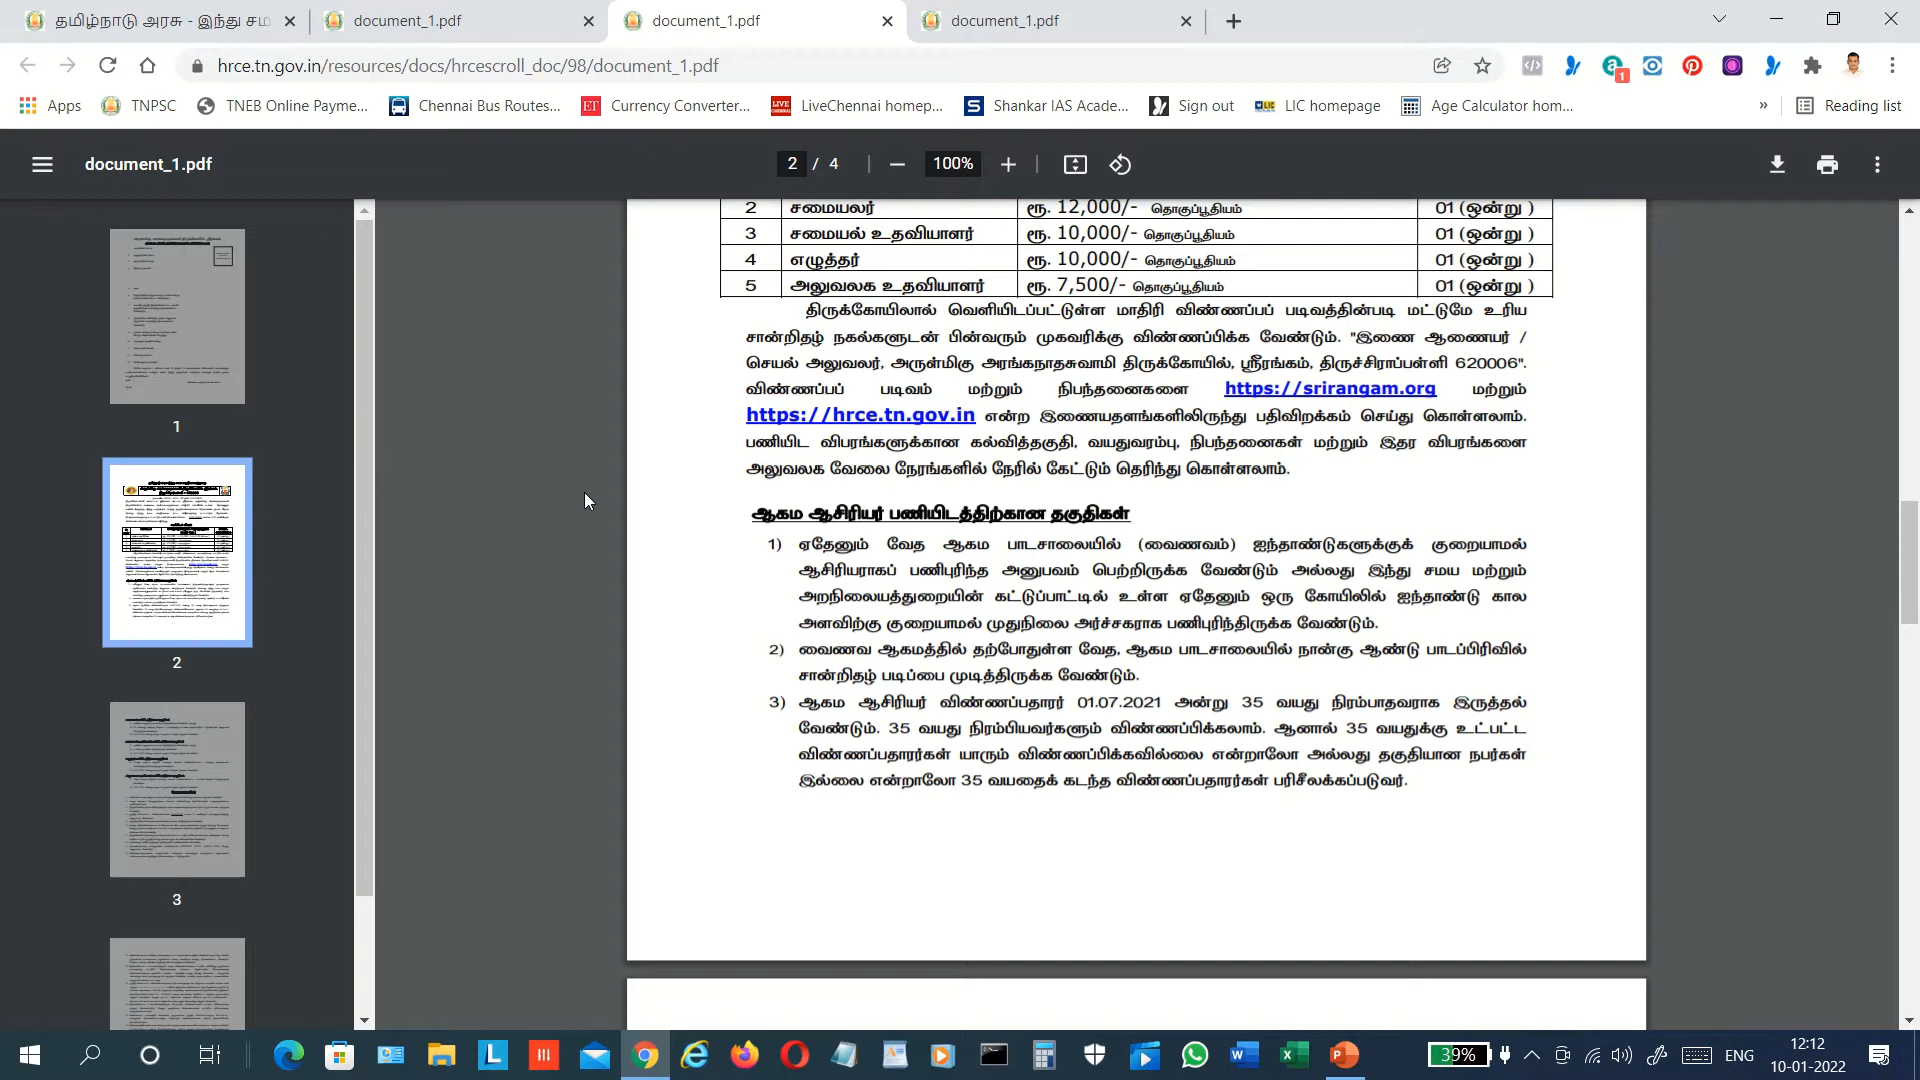 தமிழ்நாடு அரசு - இந்து சம
document_1.pdf
document_1.pdf
document_1.pdf
hrce.tn.gov.in/resources/docs/hrcescroll_doc/98/document_1.pdf
1
Apps
TNPSC
TNEB Online Payme...
Chennai Bus Routes...
Currency Converter...
LiveChennai homep...
Shankar IAS Acade...
Sign out
LIC homepage
Age Calculator hom...
»
Reading list
document_1.pdf
2 / 4
100%
2 சமையலர் ரூ. 12,000/- தொகுப்பூதியம் 01 (ஒன்று )
3 சமையல் உதவியாளர் ரூ. 10,000/- தொகுப்பூதியம் 01 (ஒன்று )
4 எழுத்தர் ரூ. 10,000/- தொகுப்பூதியம் 01 (ஒன்று )
5 அலுவலக உதவியாளர் ரூ. 7,500/- தொகுப்பூதியம் 01 (ஒன்று )
திருக்கோயிலால் வெளியிடப்பட்டுள்ள மாதிரி விண்ணப்பப் படிவத்தின்படி மட்டுமே உரிய
சான்றிதழ் நகல்களுடன் பின்வரும் முகவரிக்கு விண்ணப்பிக்க வேண்டும். "இணை ஆணையர் /
செயல் அலுவலர், அருள்மிகு அரங்கநாதசுவாமி திருக்கோயில், ஸ்ரீரங்கம், திருச்சிராப்பள்ளி 620006".
விண்ணப்பப் படிவம் மற்றும் நிபந்தனைகளை https://srirangam.org மற்றும்
https://hrce.tn.gov.in என்ற இணையதளங்களிலிருந்து பதிவிறக்கம் செய்து கொள்ளலாம்.
பணியிட விபரங்களுக்கான கல்வித்தகுதி, வயதுவரம்பு, நிபந்தனைகள் மற்றும் இதர விபரங்களை
அலுவலக வேலை நேரங்களில் நேரில் கேட்டும் தெரிந்து கொள்ளலாம்.
ஆகம ஆசிரியர் பணியிடத்திற்கான தகுதிகள்
1) ஏதேனும் வேத ஆகம பாடசாலையில் (வைணவம்) ஐந்தாண்டுகளுக்குக் குறையாமல்
ஆசிரியராகப் பணிபுரிந்த அனுபவம் பெற்றிருக்க வேண்டும் அல்லது இந்து சமய மற்றும்
அறநிலையத்துறையின் கட்டுப்பாட்டில் உள்ள ஏதேனும் ஒரு கோயிலில் ஐந்தாண்டு கால
அளவிற்கு குறையாமல் முதுநிலை அர்ச்சகராக பணிபுரிந்திருக்க வேண்டும்.
2) வைணவ ஆகமத்தில் தற்போதுள்ள வேத, ஆகம பாடசாலையில் நான்கு ஆண்டு பாடப்பிரிவில்
சான்றிதழ் படிப்பை முடித்திருக்க வேண்டும்.
3) ஆகம ஆசிரியர் விண்ணப்பதாரர் 01.07.2021 அன்று 35 வயது நிரம்பாதவராக இருத்தல்
வேண்டும். 35 வயது நிரம்பியவர்களும் விண்ணப்பிக்கலாம். ஆனால் 35 வயதுக்கு உட்பட்ட
விண்ணப்பதாரர்கள் யாரும் விண்ணப்பிக்கவில்லை என்றாலோ அல்லது தகுதியான நபர்கள்
இல்லை என்றாலோ 35 வயதைக் கடந்த விண்ணப்பதாரர்கள் பரிசீலக்கப்படுவர்.
1
2
3
39%
ENG
12:12
10-01-2022